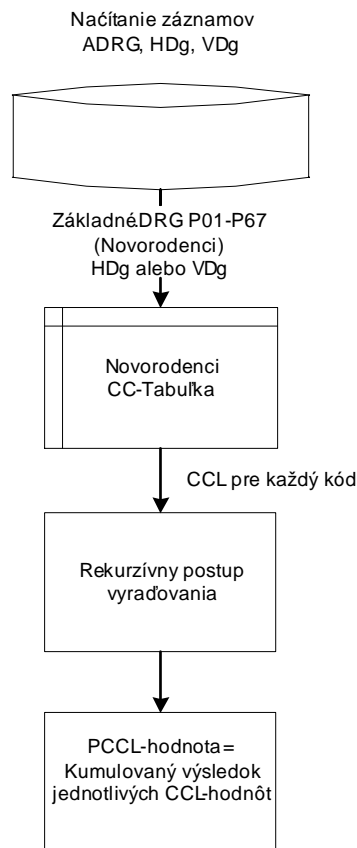 Načítanie záznamov
ADRG, HDg, VDg
Základné.DRG P01-P67
(Novorodenci)
HDg alebo VDg
Novorodenci
CC-Tabuľka
CCL pre každý kód
Rekurzívny postup
vyraďovania
PCCL-hodnota=
Kumulovaný výsledok
jednotlivých CCL-hodnôt